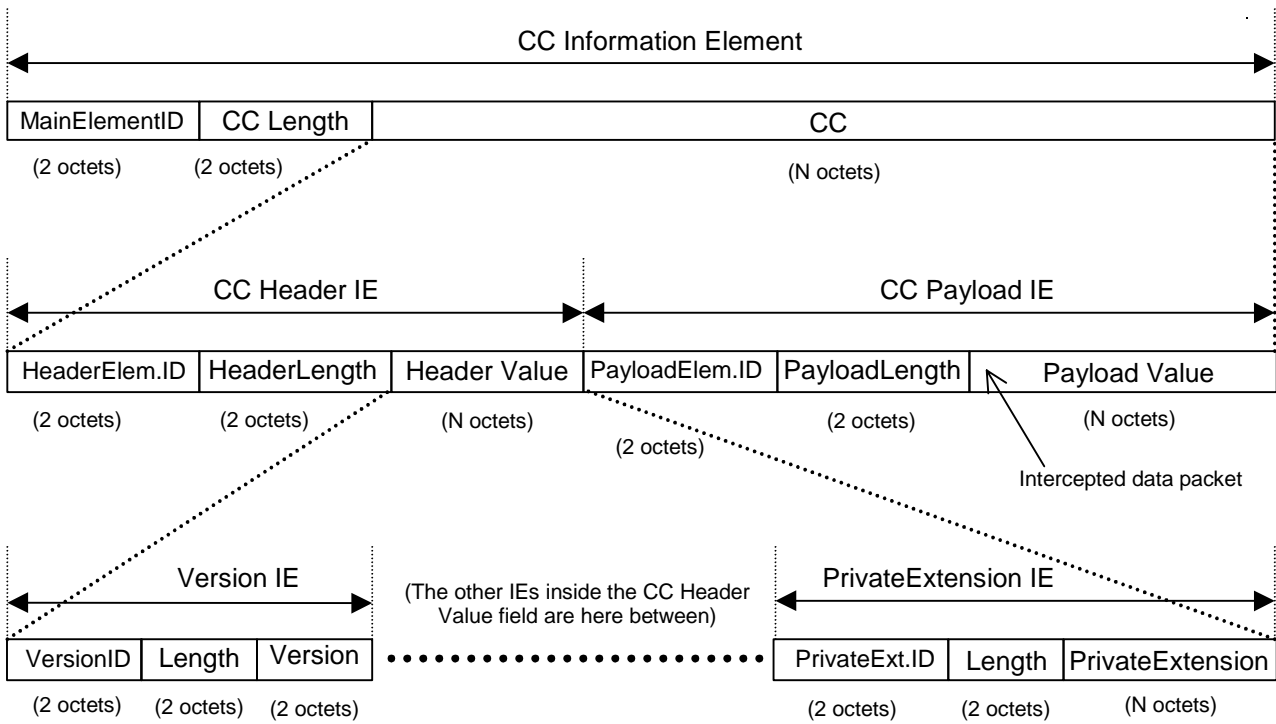 CC Information Element
MainElementID CC Length CC
(2 octets) (2 octets) (N octets)
CC Header IE CC Payload IE
HeaderElem.ID HeaderLength Header Value PayloadElem.ID PayloadLength Payload Value
(2 octets) (2 octets) (N octets) (2 octets) (2 octets) (N octets)
Intercepted data packet
Version IE
(The other IEs inside the CC Header
Value field are here between)
PrivateExtension IE
VersionID Length Version PrivateExt.ID Length PrivateExtension
(2 octets) (2 octets) (2 octets) (2 octets) (2 octets) (N octets)